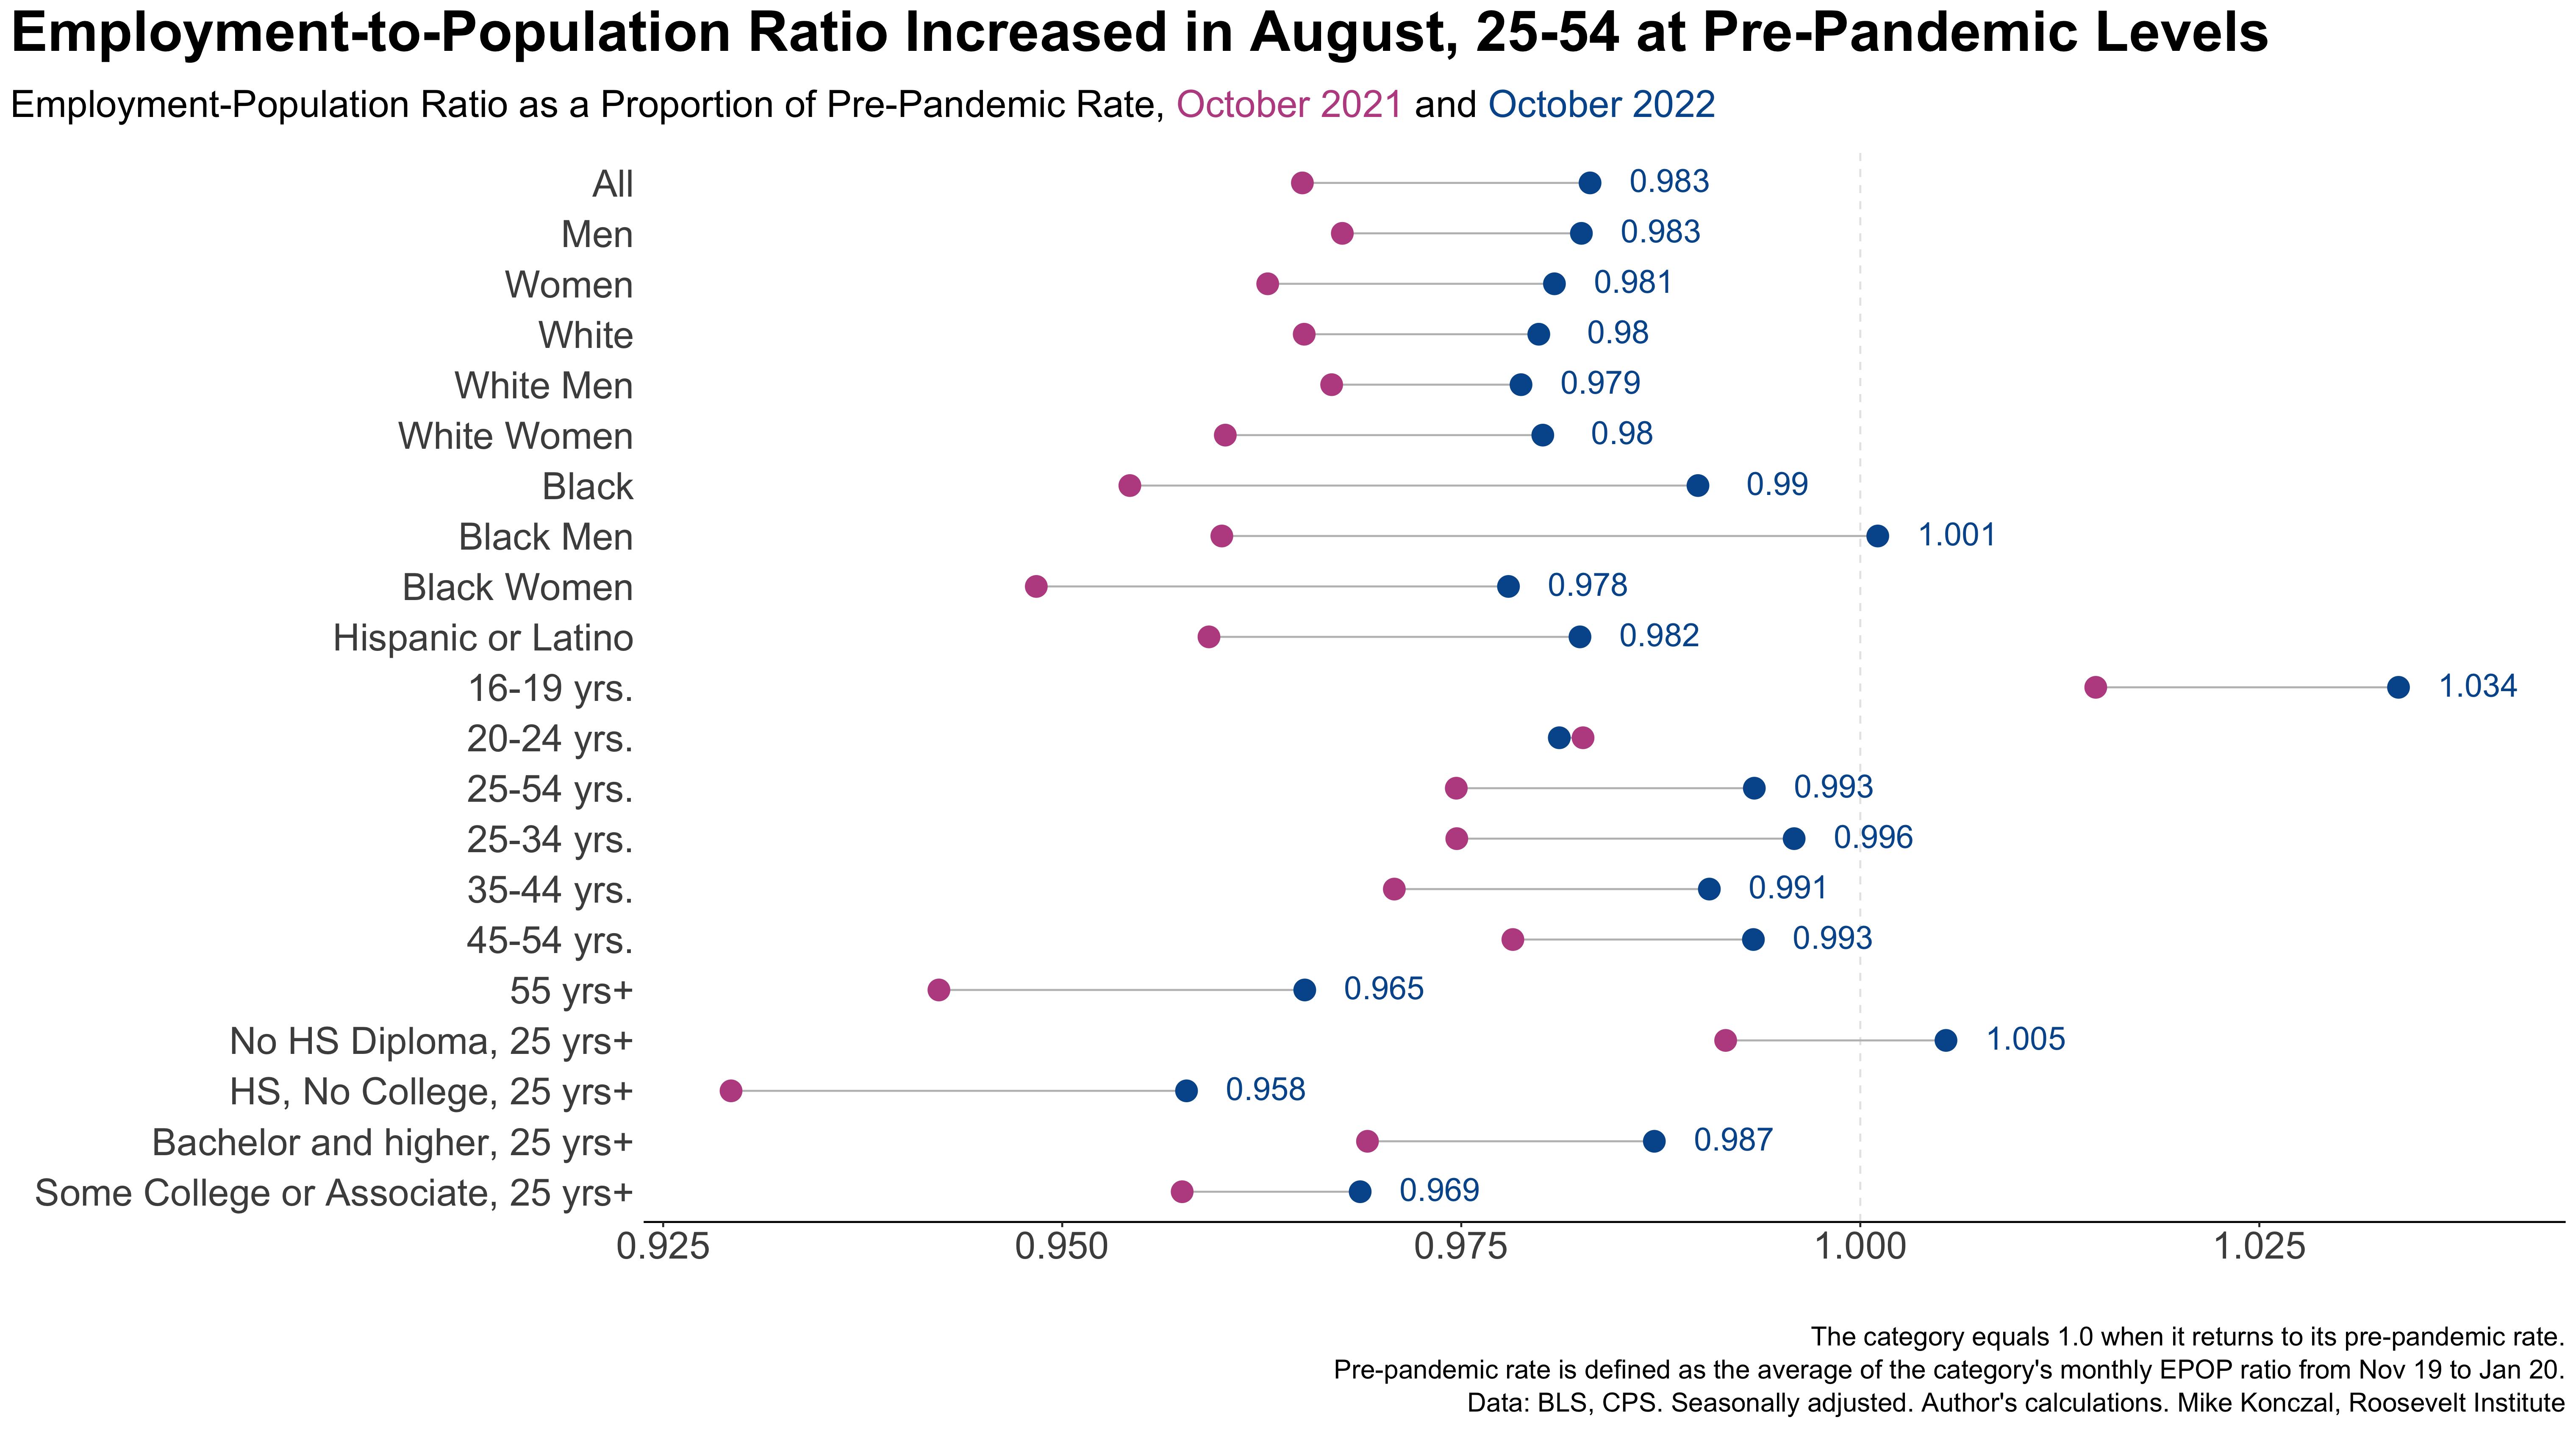 Employment-to-Population Ratio Increased in August, 25-54 at Pre-Pandemic Levels
Employment-Population Ratio as a Proportion of Pre-Pandemic Rate, October 2021 and October 2022
All 0.983
Men 0.983
Women 0.981
White 0.98
White Men 0.979
White Women 0.98
Black 0.99
Black Men 1.001
Black Women 0.978
Hispanic or Latino 0.982
16-19 yrs. 1.034
20-24 yrs.
25-54 yrs. 0.993
25-34 yrs. 0.996
35-44 yrs. 0.991
45-54 yrs. 0.993
55 yrs+ 0.965
No HS Diploma, 25 yrs+ 1.005
HS, No College, 25 yrs+ 0.958
Bachelor and higher, 25 yrs+ 0.987
Some College or Associate, 25 yrs+ 0.969
0.925 0.950 0.975 1.000 1.025
The category equals 1.0 when it returns to its pre-pandemic rate.
Pre-pandemic rate is defined as the average of the category's monthly EPOP ratio from Nov 19 to Jan 20.
Data: BLS, CPS. Seasonally adjusted. Author's calculations. Mike Konczal, Roosevelt Institute